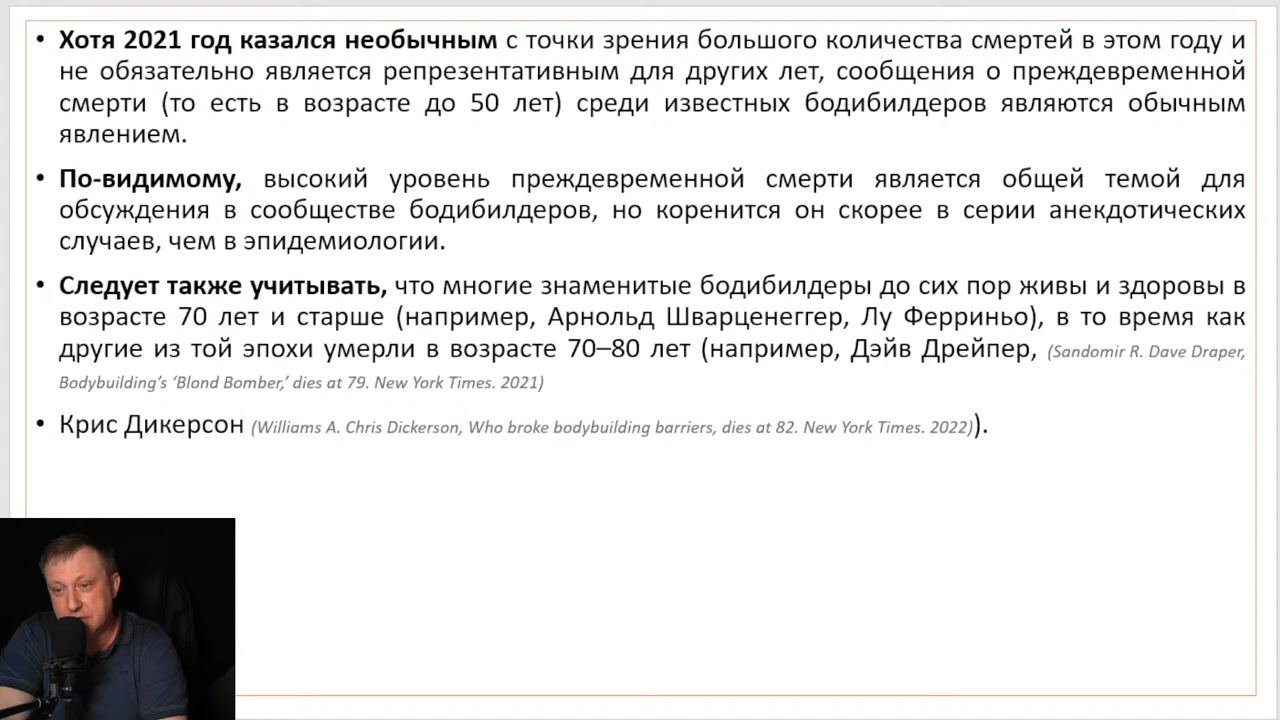 • Хотя 2021 год казался необычным с точки зрения большого количества смертей в этом году и
не обязательно является репрезентативным для других лет, сообщения о преждевременной
смерти (то есть в возрасте до 50 лет) среди известных бодибилдеров являются обычным
явлением.
• По-видимому, высокий уровень преждевременной смерти является общей темой для
обсуждения в сообществе бодибилдеров, но коренится он скорее в серии анекдотических
случаев, чем в эпидемиологии.
• Следует также учитывать, что многие знаменитые бодибилдеры до сих пор живы и здоровы в
возрасте 70 лет и старше (например, Арнольд Шварценеггер, Лу Ферриньо), в то время как
другие из той эпохи умерли в возрасте 70–80 лет (например, Дэйв Дрейпер, (Sandomir R. Dave Draper,
Bodybuilding’s ‘Blond Bomber,’ dies at 79. New York Times. 2021)
• Крис Дикерсон (Williams A. Chris Dickerson, Who broke bodybuilding barriers, dies at 82. New York Times. 2022)).